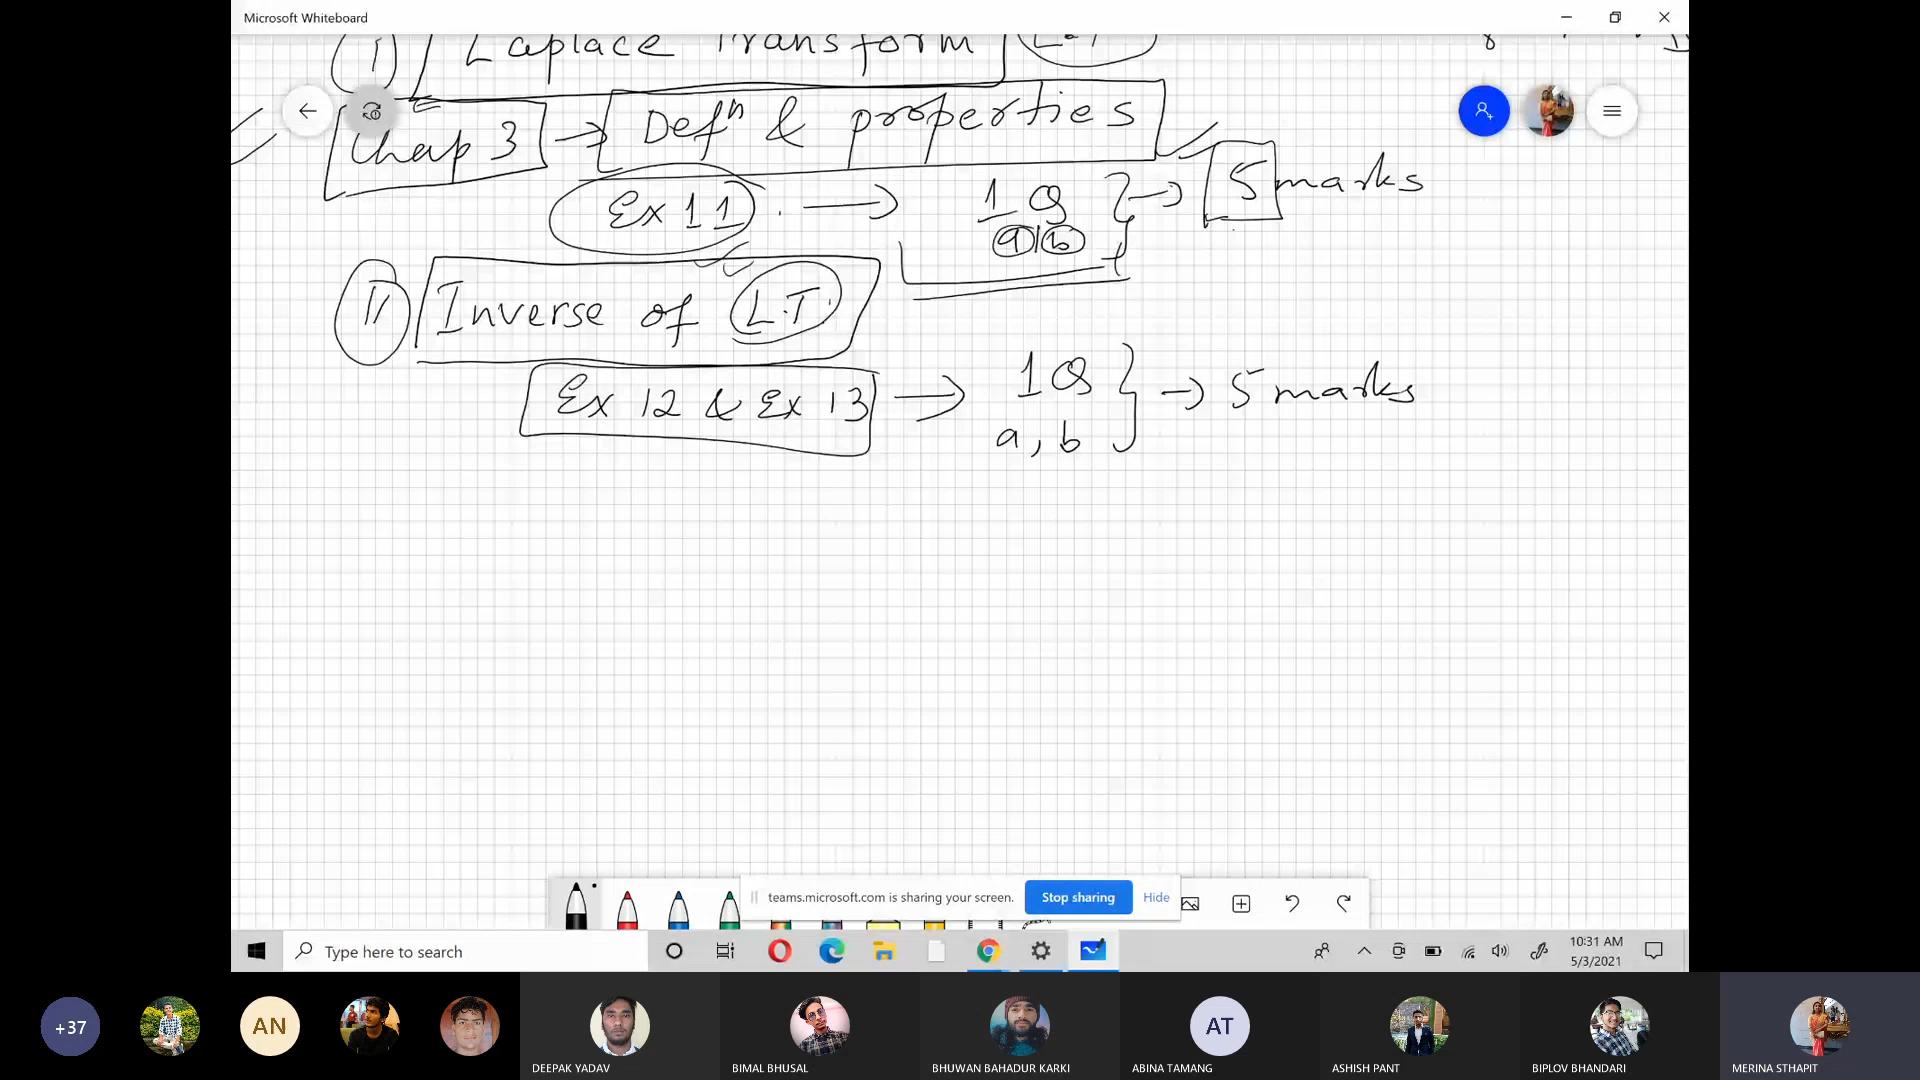 Microsoft Whiteboard
I Laplace Transform L.T
Chap 3 → Defⁿ & properties
Ex 11 → 1 Q → 5 marks
a b
II Inverse of L.T.
Ex 12 & Ex 13 → 1 Q → 5 marks
a, b
teams.microsoft.com is sharing your screen. Stop sharing Hide
Type here to search
10:31 AM
5/3/2021
+37
AN
AT
DEEPAK YADAV
BIMAL BHUSAL
BHUWAN BAHADUR KARKI
ABINA TAMANG
ASHISH PANT
BIPLOV BHANDARI
MERINA STHAPIT